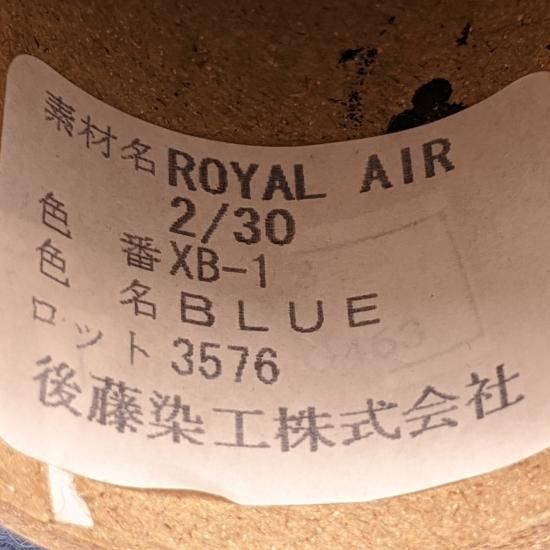 素材名 ROYAL AIR
2/30
色 番 XB-1
色 名 BLUE
ロット 3576
後藤染工株式会社